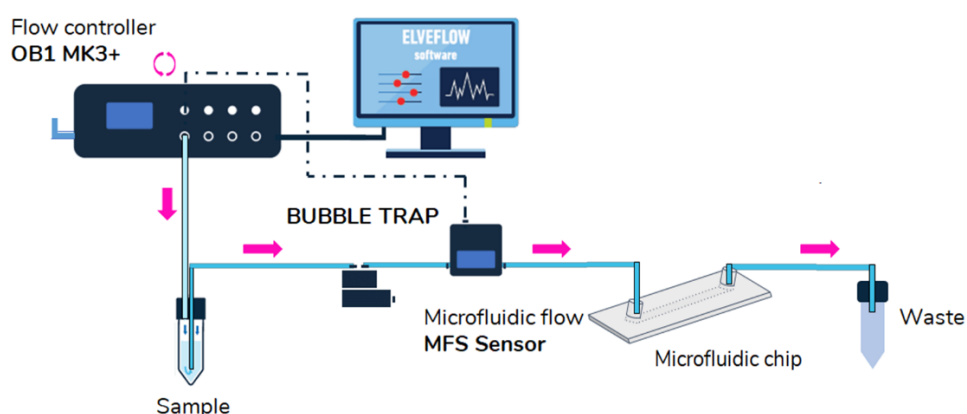 Flow controller
OB1 MK3+
ELVEFLOW
software
BUBBLE TRAP
Microfluidic flow
MFS Sensor
Microfluidic chip
Waste
Sample